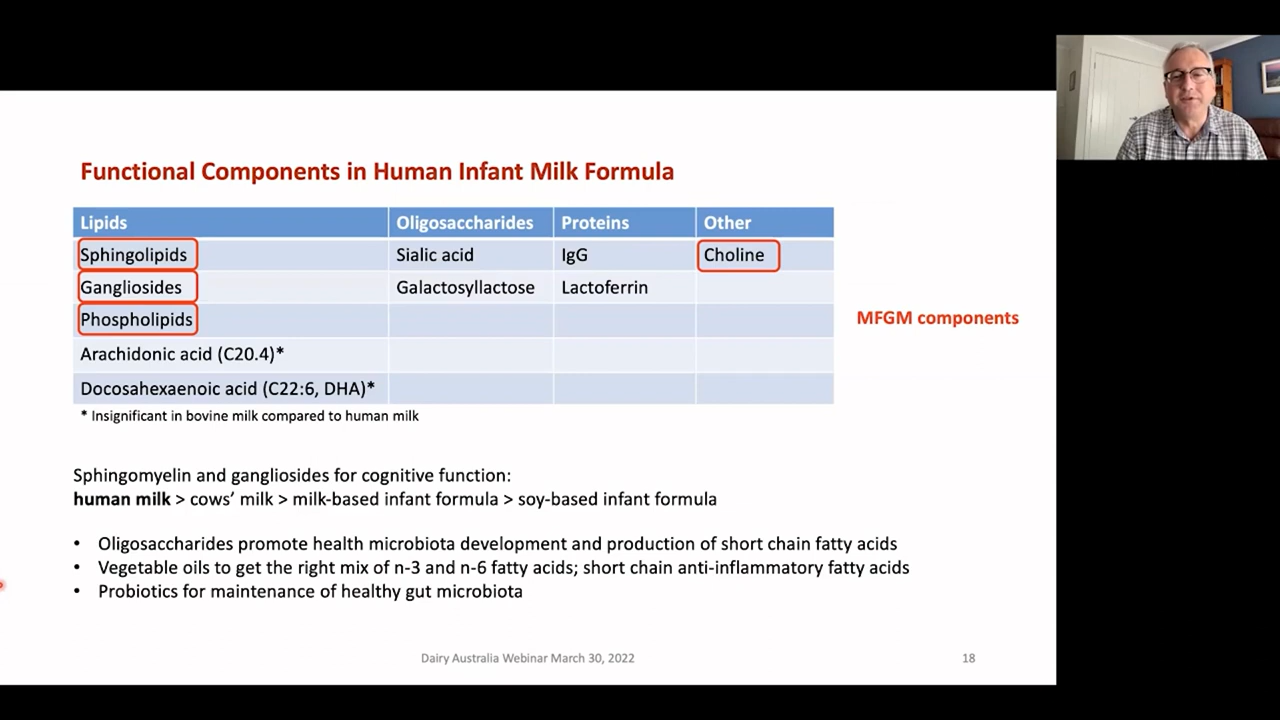 Functional Components in Human Infant Milk Formula
Lipids Oligosaccharides Proteins Other
Sphingolipids Sialic acid IgG Choline
Gangliosides Galactosyllactose Lactoferrin
Phospholipids
MFGM components
Arachidonic acid (C20.4)*
Docosahexaenoic acid (C22:6, DHA)*
* Insignificant in bovine milk compared to human milk
Sphingomyelin and gangliosides for cognitive function:
human milk > cows’ milk > milk-based infant formula > soy-based infant formula
• Oligosaccharides promote health microbiota development and production of short chain fatty acids
• Vegetable oils to get the right mix of n-3 and n-6 fatty acids; short chain anti-inflammatory fatty acids
• Probiotics for maintenance of healthy gut microbiota
Dairy Australia Webinar March 30, 2022 18